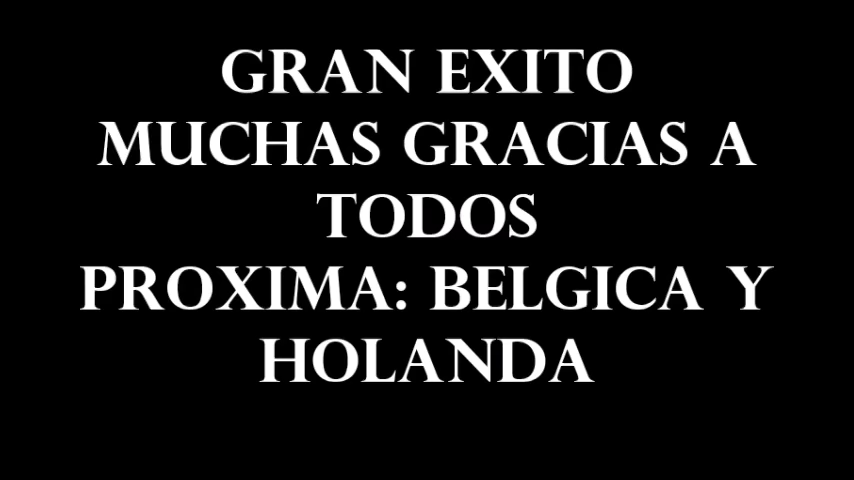 GRAN EXITO
MUCHAS GRACIAS A
TODOS
PROXIMA: BELGICA Y
HOLANDA